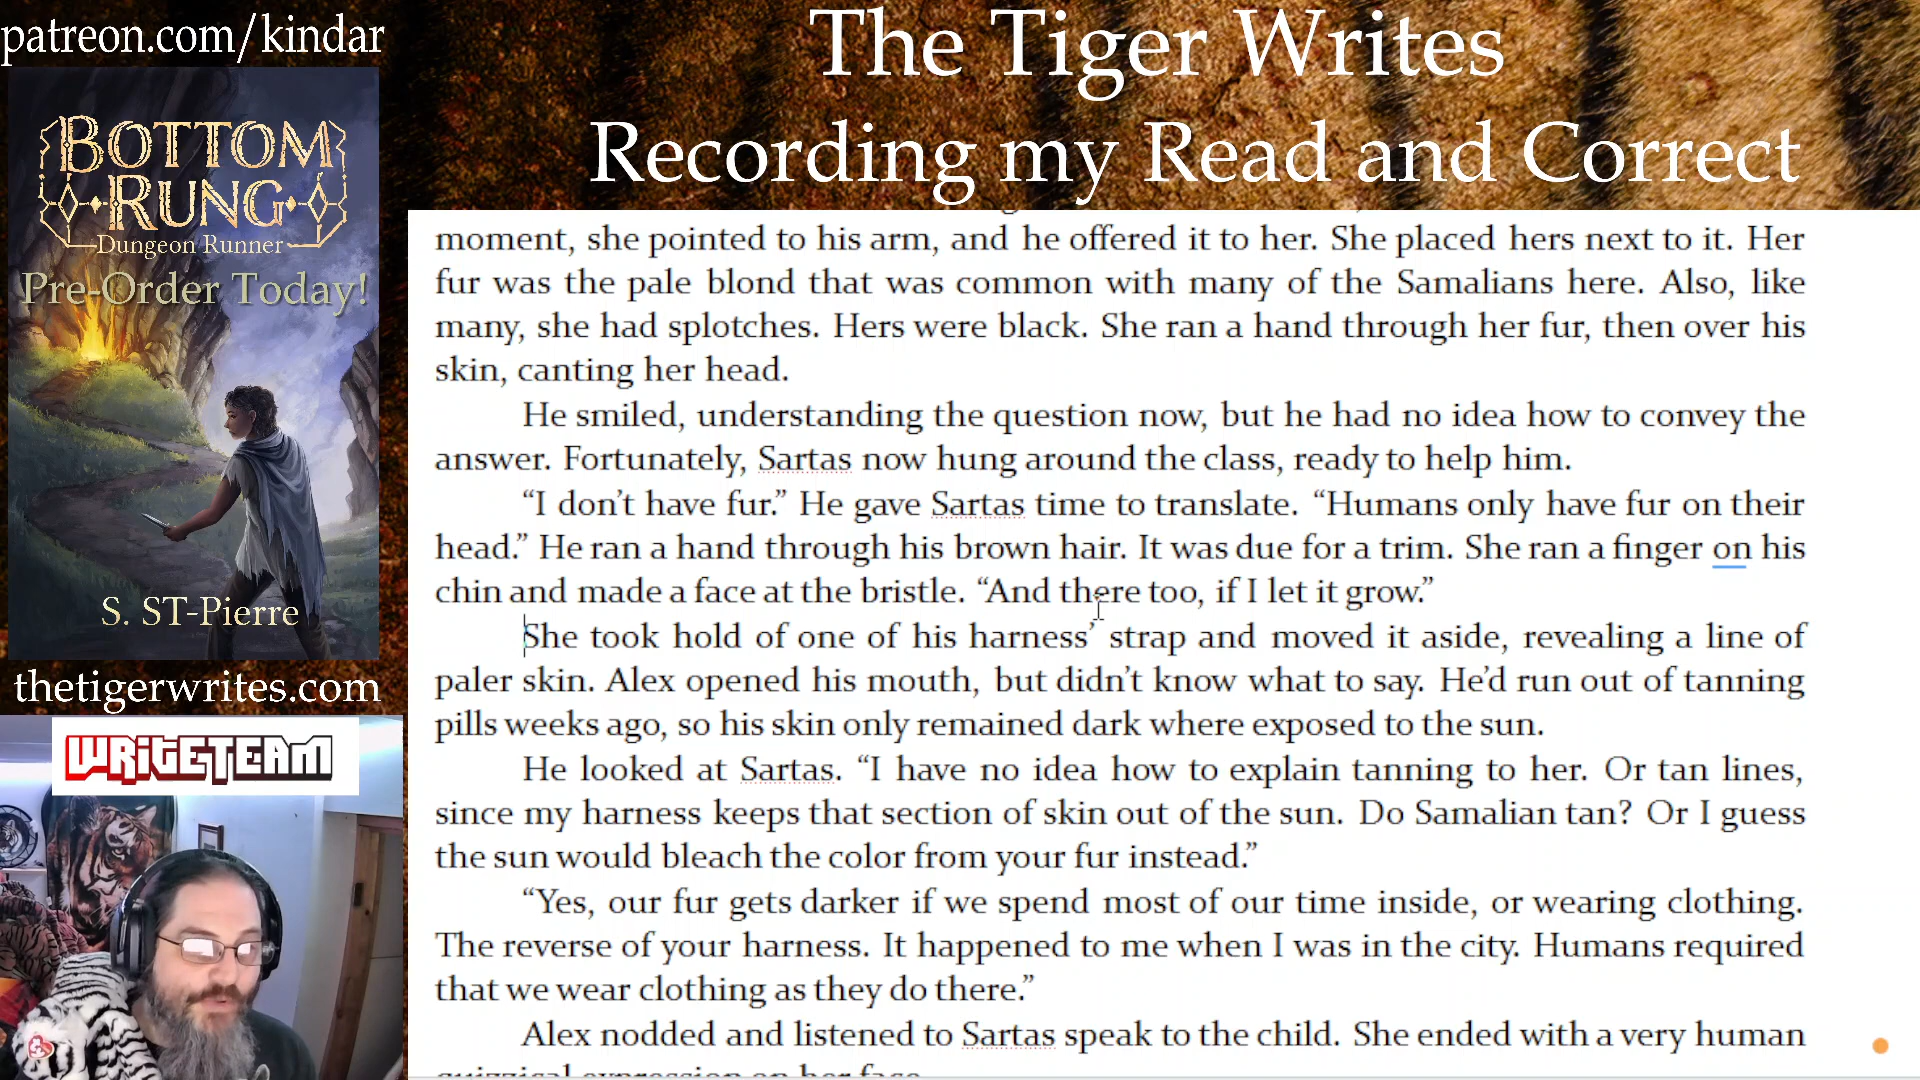 patreon.com/kindar
BOTTOM
RUNG
Dungeon Runner
Pre-Order Today!
S. ST-Pierre
thetigerwrites.com
WRITETEAM
The Tiger Writes
Recording my Read and Correct
moment, she pointed to his arm, and he offered it to her. She placed hers next to it. Her
fur was the pale blond that was common with many of the Samalians here. Also, like
many, she had splotches. Hers were black. She ran a hand through her fur, then over his
skin, canting her head.
He smiled, understanding the question now, but he had no idea how to convey the
answer. Fortunately, Sartas now hung around the class, ready to help him.
“I don’t have fur.” He gave Sartas time to translate. “Humans only have fur on their
head.” He ran a hand through his brown hair. It was due for a trim. She ran a finger on his
chin and made a face at the bristle. “And there too, if I let it grow.”
She took hold of one of his harness’ strap and moved it aside, revealing a line of
paler skin. Alex opened his mouth, but didn’t know what to say. He’d run out of tanning
pills weeks ago, so his skin only remained dark where exposed to the sun.
He looked at Sartas. “I have no idea how to explain tanning to her. Or tan lines,
since my harness keeps that section of skin out of the sun. Do Samalian tan? Or I guess
the sun would bleach the color from your fur instead.”
“Yes, our fur gets darker if we spend most of our time inside, or wearing clothing.
The reverse of your harness. It happened to me when I was in the city. Humans required
that we wear clothing as they do there.”
Alex nodded and listened to Sartas speak to the child. She ended with a very human
quizzical expression on her face.